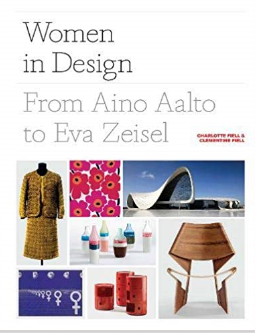 Women
in Design
From Aino Aalto
to Eva Zeisel
CHARLOTTE FIELL &
CLEMENTINE FIELL